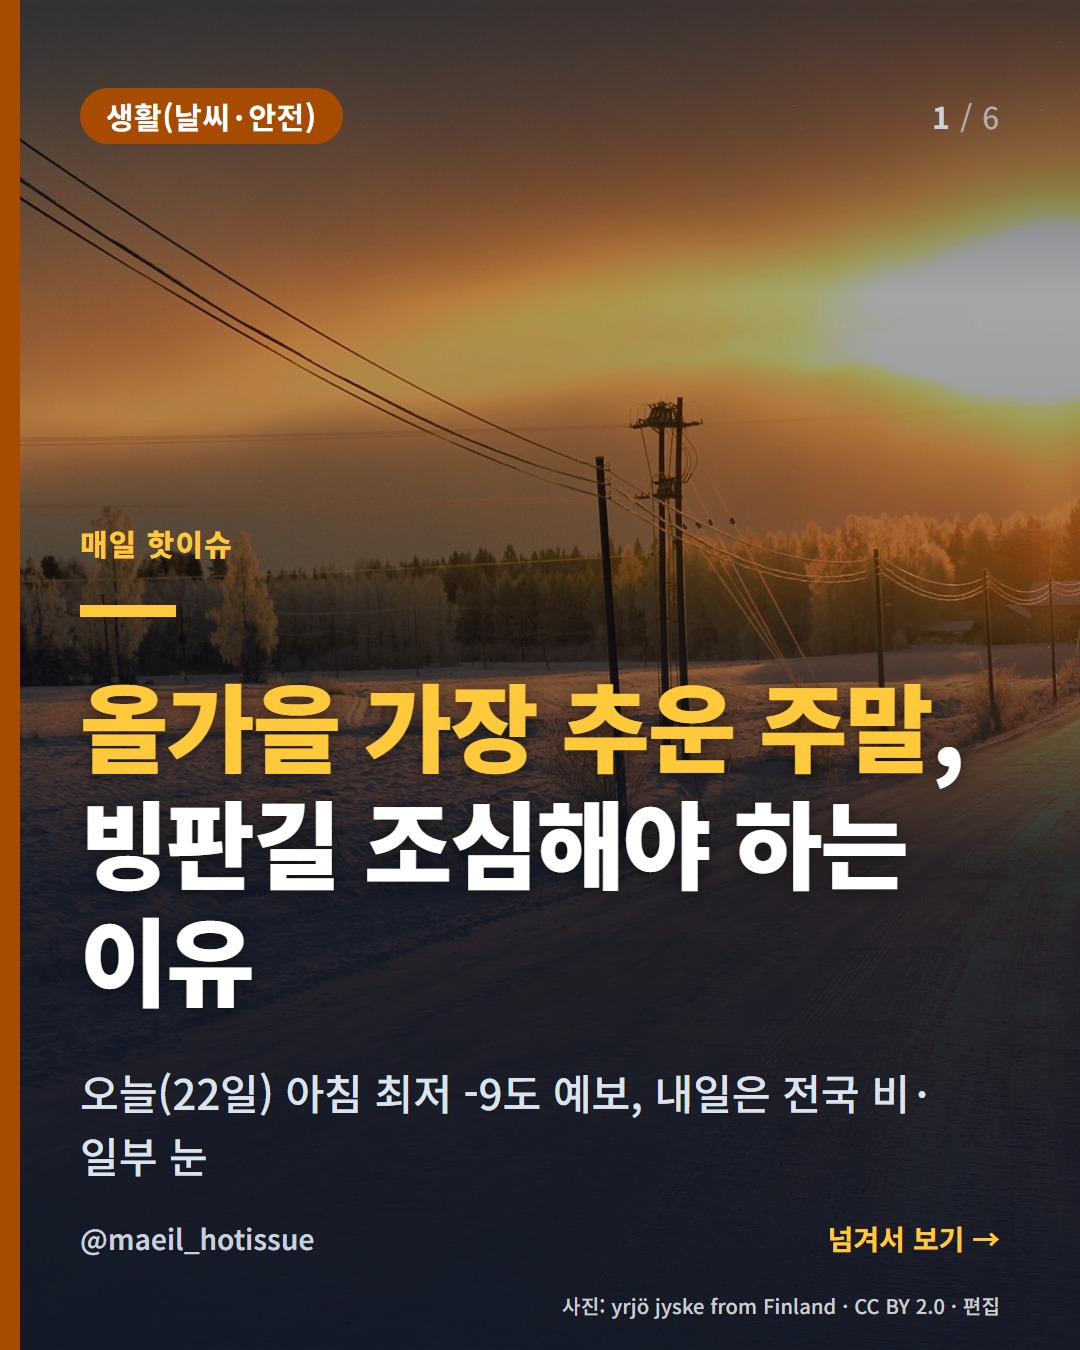 생활(날씨·안전)
1 / 6
매일 핫이슈
올가을 가장 추운 주말,
빙판길 조심해야 하는
이유
오늘(22일) 아침 최저 -9도 예보, 내일은 전국 비·
일부 눈
@maeil_hotissue
넘겨서 보기 →
사진: yrjö jyske from Finland · CC BY 2.0 · 편집